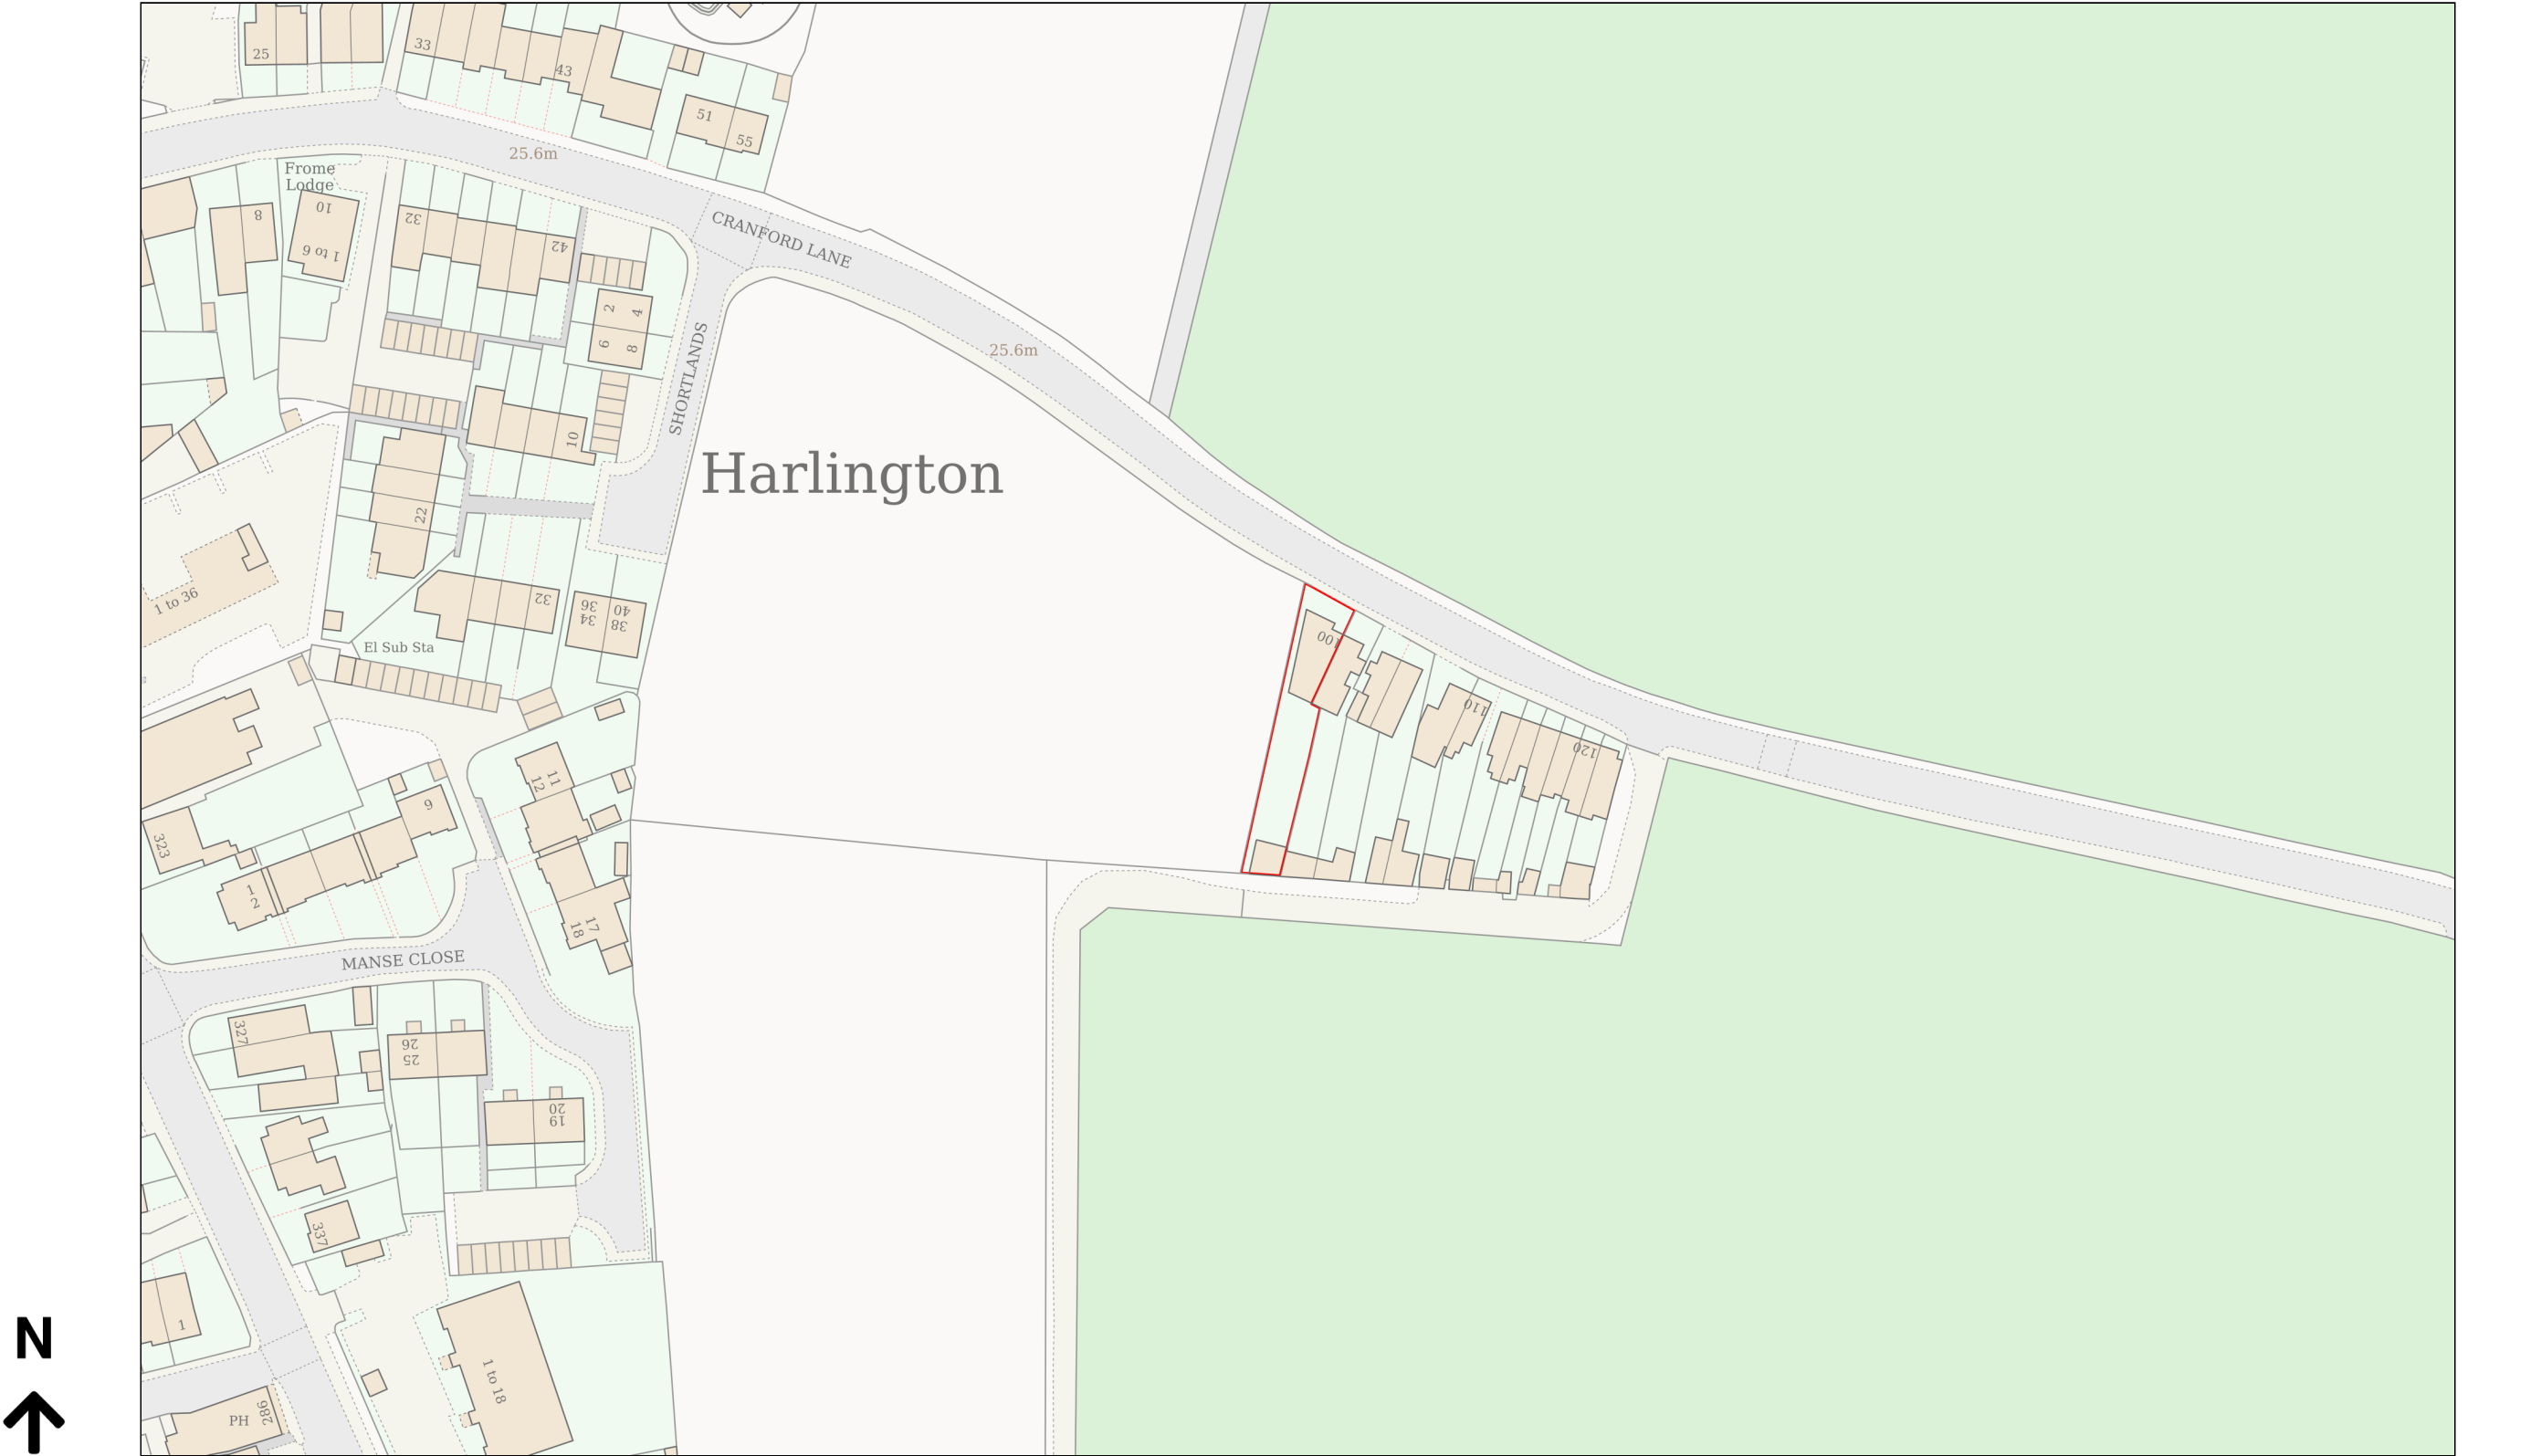 25
33
43
51
55
25.6m
Frome
Lodge
10
1 to 6
8
32
42
CRANFORD LANE
2
4
6
8
SHORTLANDS
25.6m
10
Harlington
22
1 to 36
32
36
34
40
38
El Sub Sta
100
110
120
11
12
9
323
1
2
17
18
MANSE CLOSE
327
26
25
20
19
337
1
N
1 to 18
PH
286